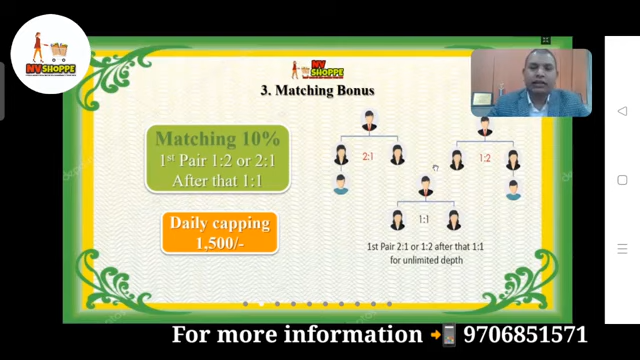 NV SHOPPE
NV
SHOPPE
3. Matching Bonus
Matching 10%
1st Pair 1:2 or 2:1
After that 1:1
2:1
1:2
1:1
Daily capping
1,500/-
1st Pair 2:1 or 1:2 after that 1:1
for unlimited depth
For more information 9706851571